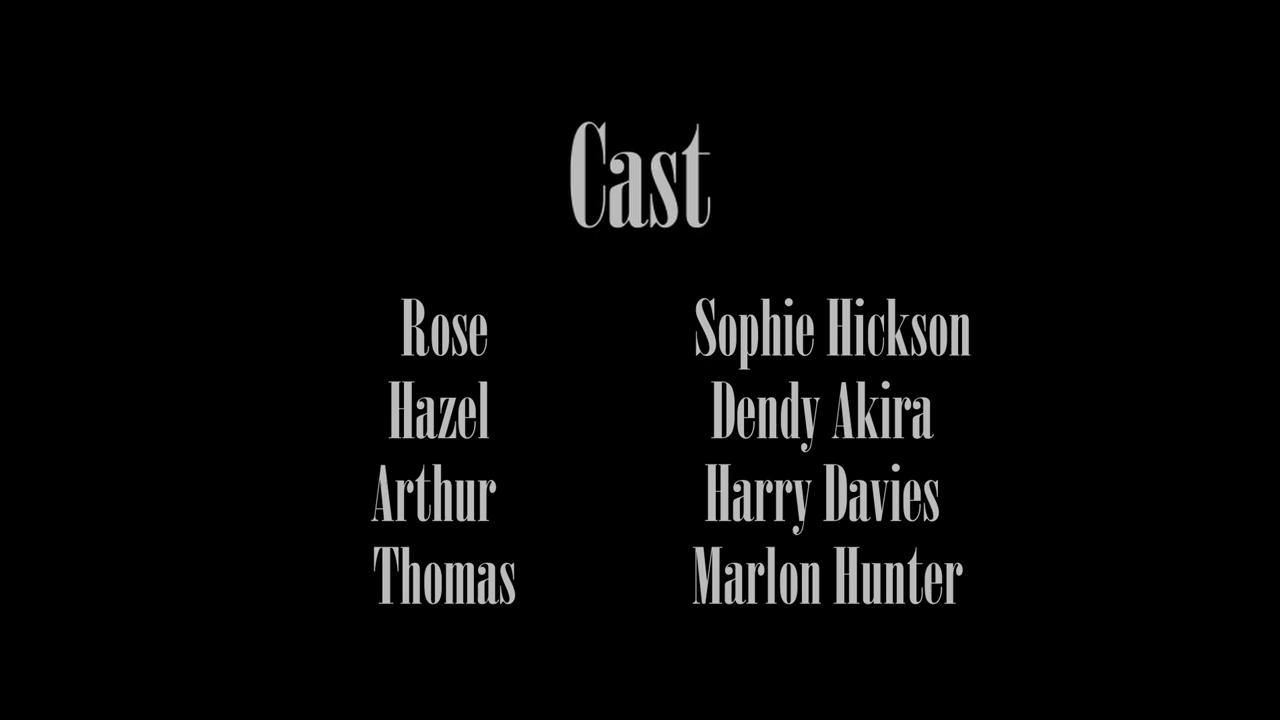 Cast
Rose Sophie Hickson
Hazel Dendy Akira
Arthur Harry Davies
Thomas Marlon Hunter